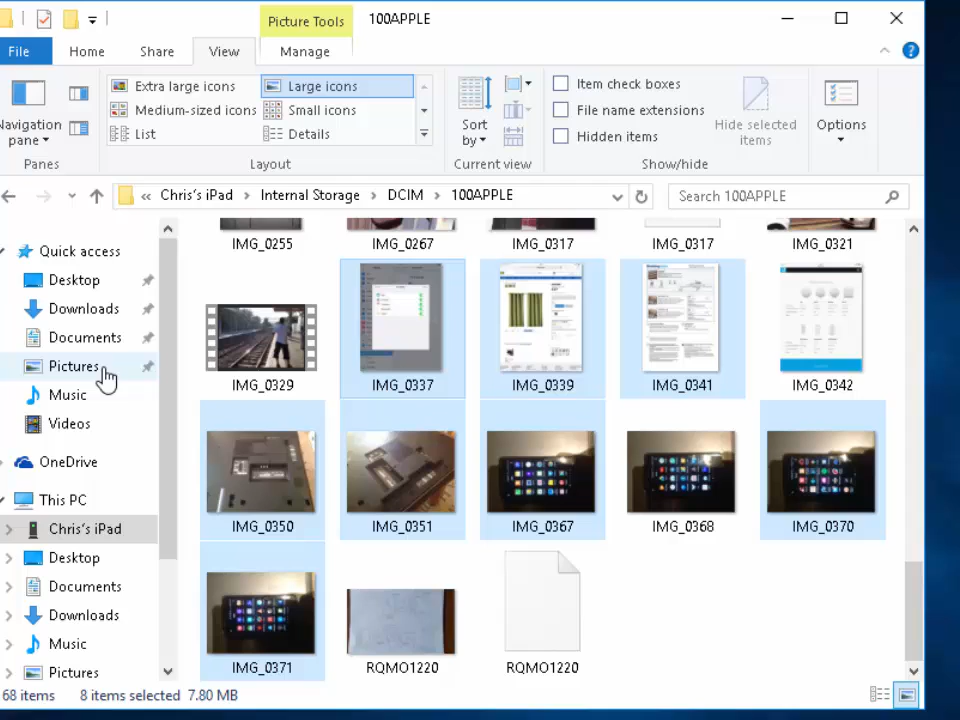 Picture Tools
100APPLE
File
Home
Share
View
Manage
Extra large icons
Large icons
Medium-sized icons
Small icons
List
Details
Navigation
pane
Sort
by
Item check boxes
File name extensions
Hidden items
Hide selected
items
Options
Panes
Layout
Current view
Show/hide
« Chris's iPad > Internal Storage > DCIM > 100APPLE
Search 100APPLE
Quick access
Desktop
Downloads
Documents
Pictures
Music
Videos
OneDrive
This PC
Chris's iPad
Desktop
Documents
Downloads
Music
Pictures
IMG_0255
IMG_0267
IMG_0317
IMG_0317
IMG_0321
IMG_0329
IMG_0337
IMG_0339
IMG_0341
IMG_0342
IMG_0350
IMG_0351
IMG_0367
IMG_0368
IMG_0370
IMG_0371
RQMO1220
RQMO1220
68 items
8 items selected 7.80 MB